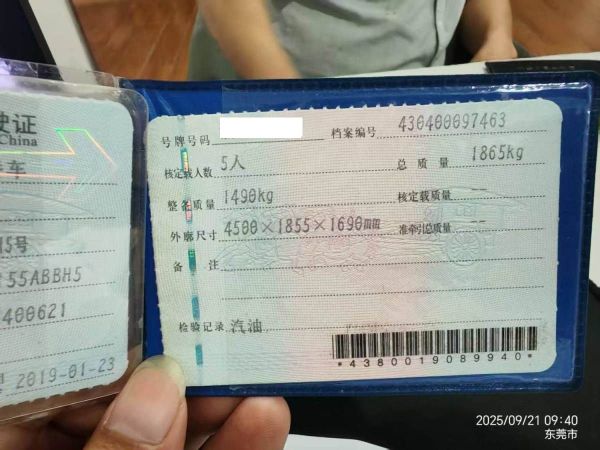 驶证
China
车
15号
55ABBH5
400621
2019-01-23
号牌号码
档案编号 430400097463
核定载人数 5人
总质量 1865kg
整备质量 1490kg
核定载质量 --
外廓尺寸 4500×1855×1690mm
准牵引总质量 --
备注
检验记录 汽油
*4380019089940*
2025/09/21 09:40
东莞市